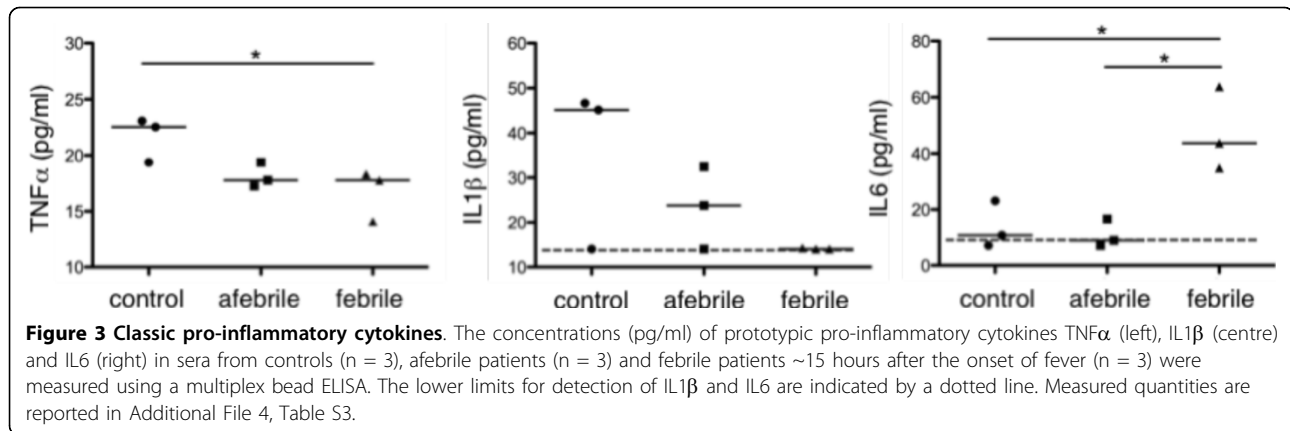 TNFα (pg/ml)
30
25
20
15
10
*
control afebrile febrile
IL1β (pg/ml)
60
50
40
30
20
10
control afebrile febrile
IL6 (pg/ml)
80
60
40
20
0
*
*
control afebrile febrile
Figure 3 Classic pro-inflammatory cytokines. The concentrations (pg/ml) of prototypic pro-inflammatory cytokines TNFα (left), IL1β (centre)
and IL6 (right) in sera from controls (n = 3), afebrile patients (n = 3) and febrile patients ~15 hours after the onset of fever (n = 3) were
measured using a multiplex bead ELISA. The lower limits for detection of IL1β and IL6 are indicated by a dotted line. Measured quantities are
reported in Additional File 4, Table S3.